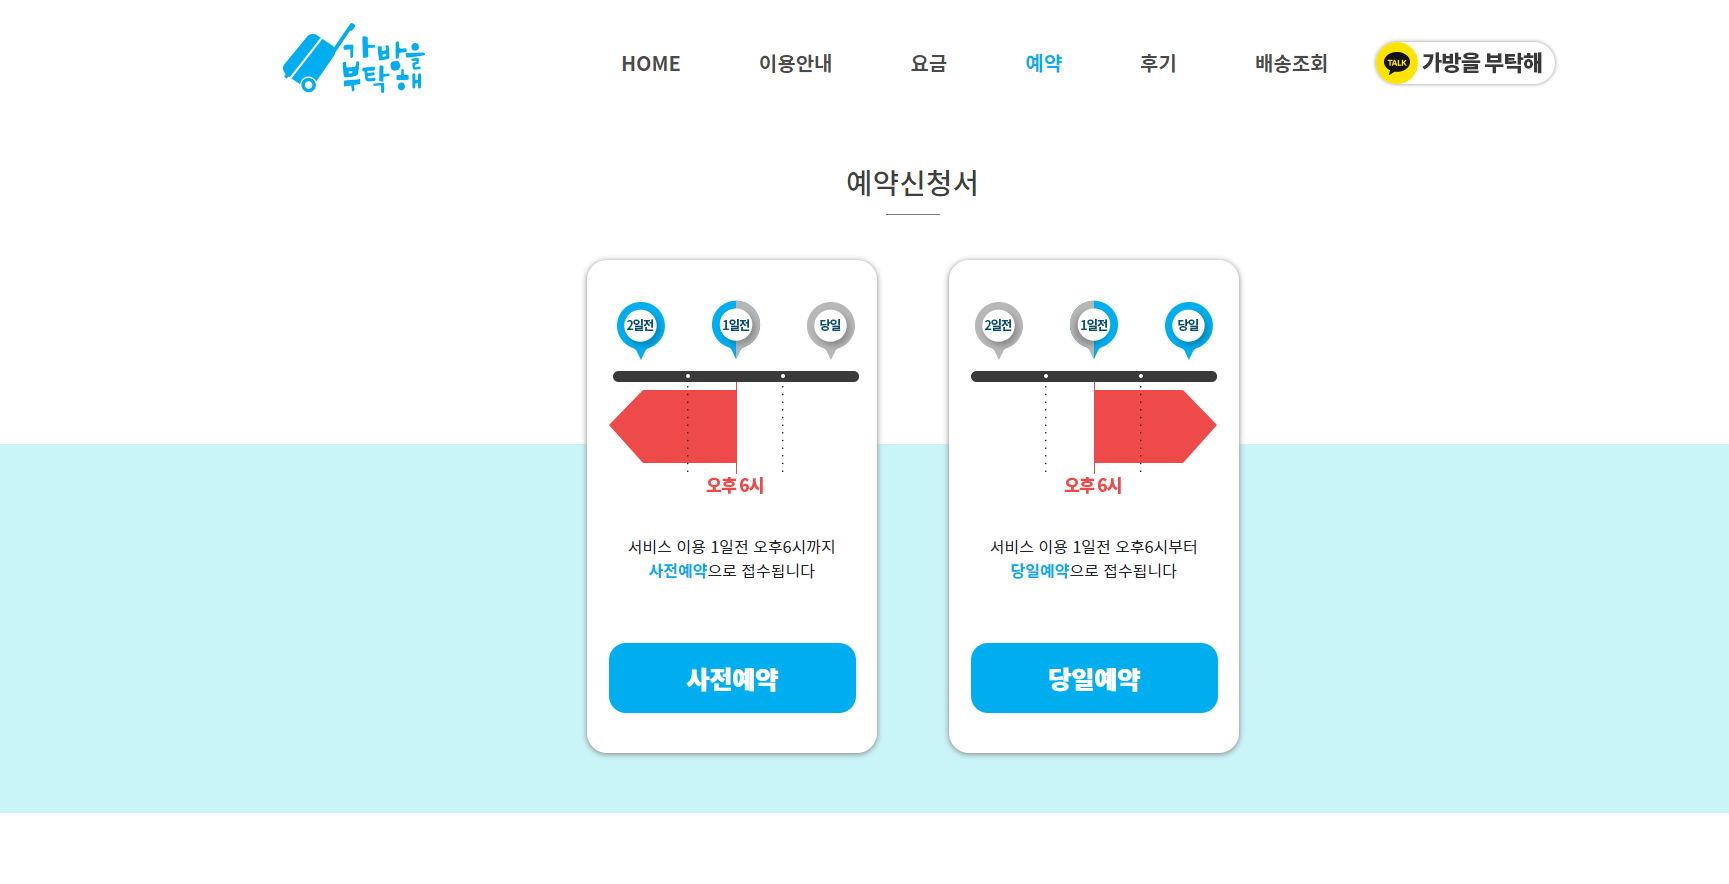 가방을
부탁해
HOME
이용안내
요금
예약
후기
배송조회
TALK 가방을 부탁해
예약신청서
2일전
1일전
당일
오후 6시
서비스 이용 1일전 오후6시까지
사전예약으로 접수됩니다
사전예약
2일전
1일전
당일
오후 6시
서비스 이용 1일전 오후6시부터
당일예약으로 접수됩니다
당일예약